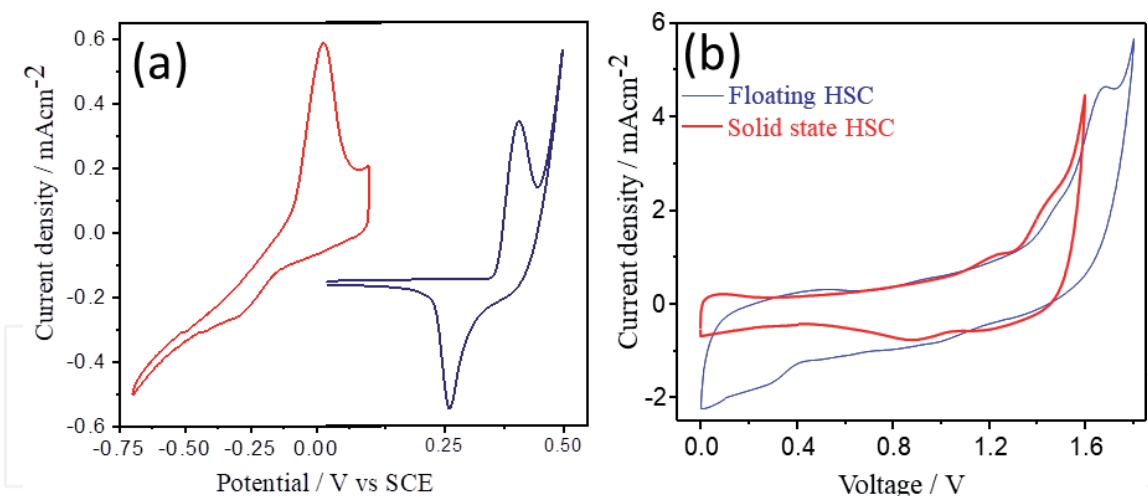 (a)
0.6
0.4
0.2
0.0
-0.2
-0.4
-0.6
Current density / mAcm-2
-0.75 -0.50 -0.25 0.00 0.25 0.50
Potential / V vs SCE
(b)
Floating HSC
Solid state HSC
6
4
2
0
-2
Current density / mAcm-2
0.0 0.4 0.8 1.2 1.6
Voltage / V